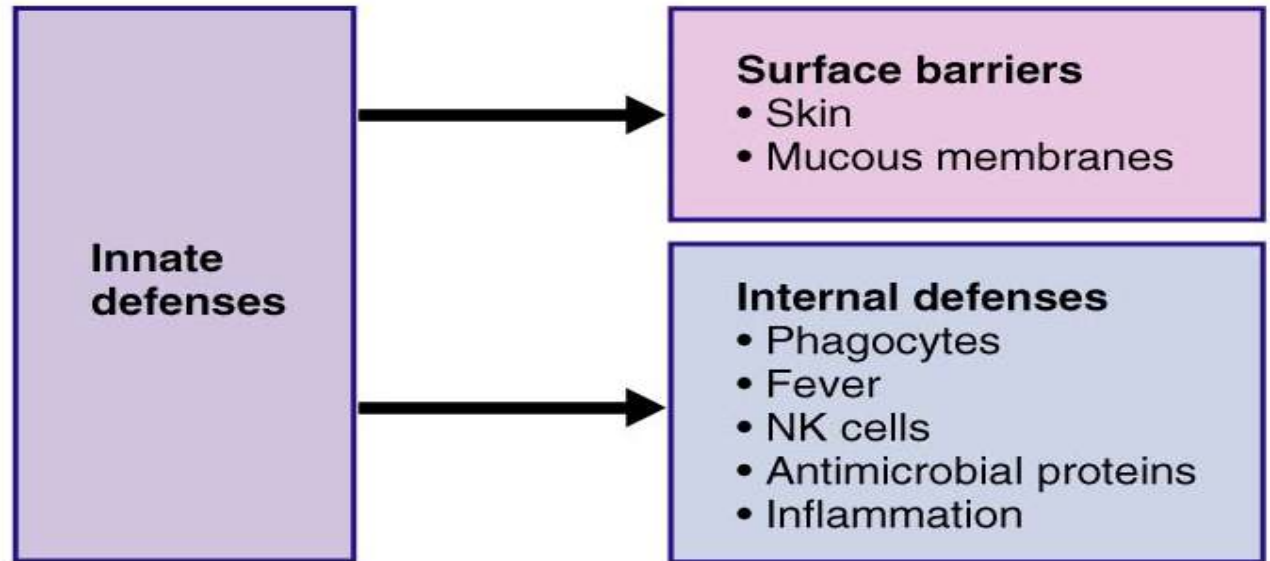 Innate
defenses
Surface barriers
• Skin
• Mucous membranes
Internal defenses
• Phagocytes
• Fever
• NK cells
• Antimicrobial proteins
• Inflammation